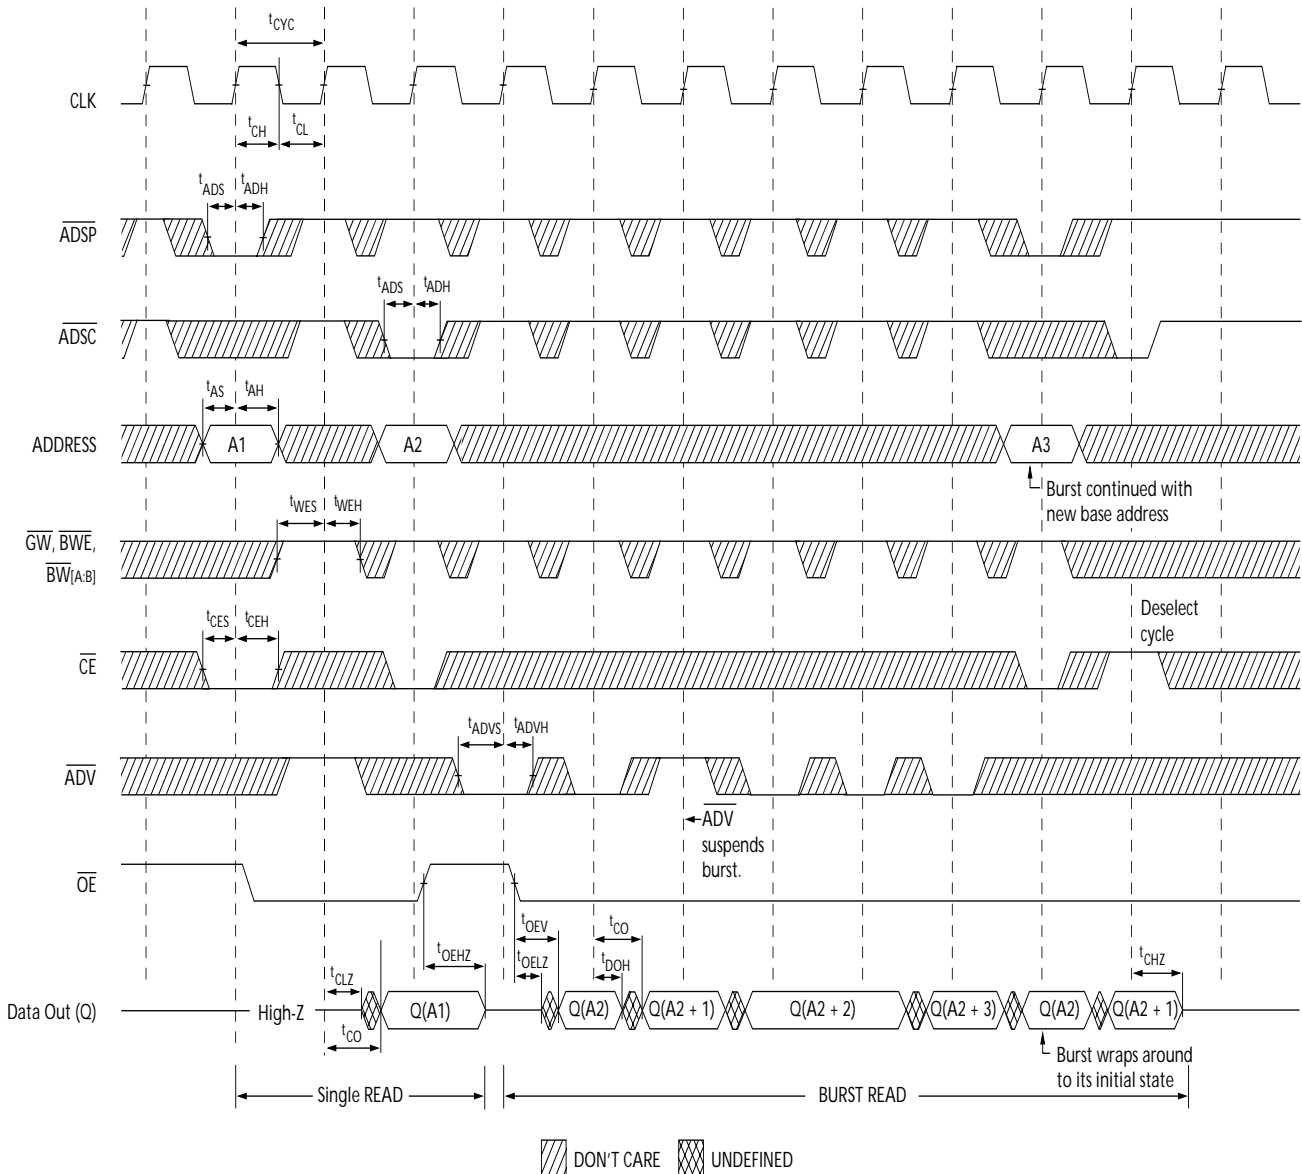 tCYC
CLK
tCH
tCL
tADS
tADH
ADSP
tADS
tADH
ADSC
tAS
tAH
ADDRESS
A1
A2
A3
Burst continued with
new base address
tWES
tWEH
GW, BWE,
BW[A:B]
tCES
tCEH
Deselect
cycle
CE
tADVS
tADVH
ADV
ADV
suspends
burst.
OE
tOEHZ
tOEV
tOELZ
tCO
tDOH
tCHZ
tCLZ
Data Out (Q)
High-Z
Q(A1)
Q(A2)
Q(A2 + 1)
Q(A2 + 2)
Q(A2 + 3)
Q(A2)
Q(A2 + 1)
tCO
Burst wraps around
to its initial state
Single READ
BURST READ
DON'T CARE
UNDEFINED